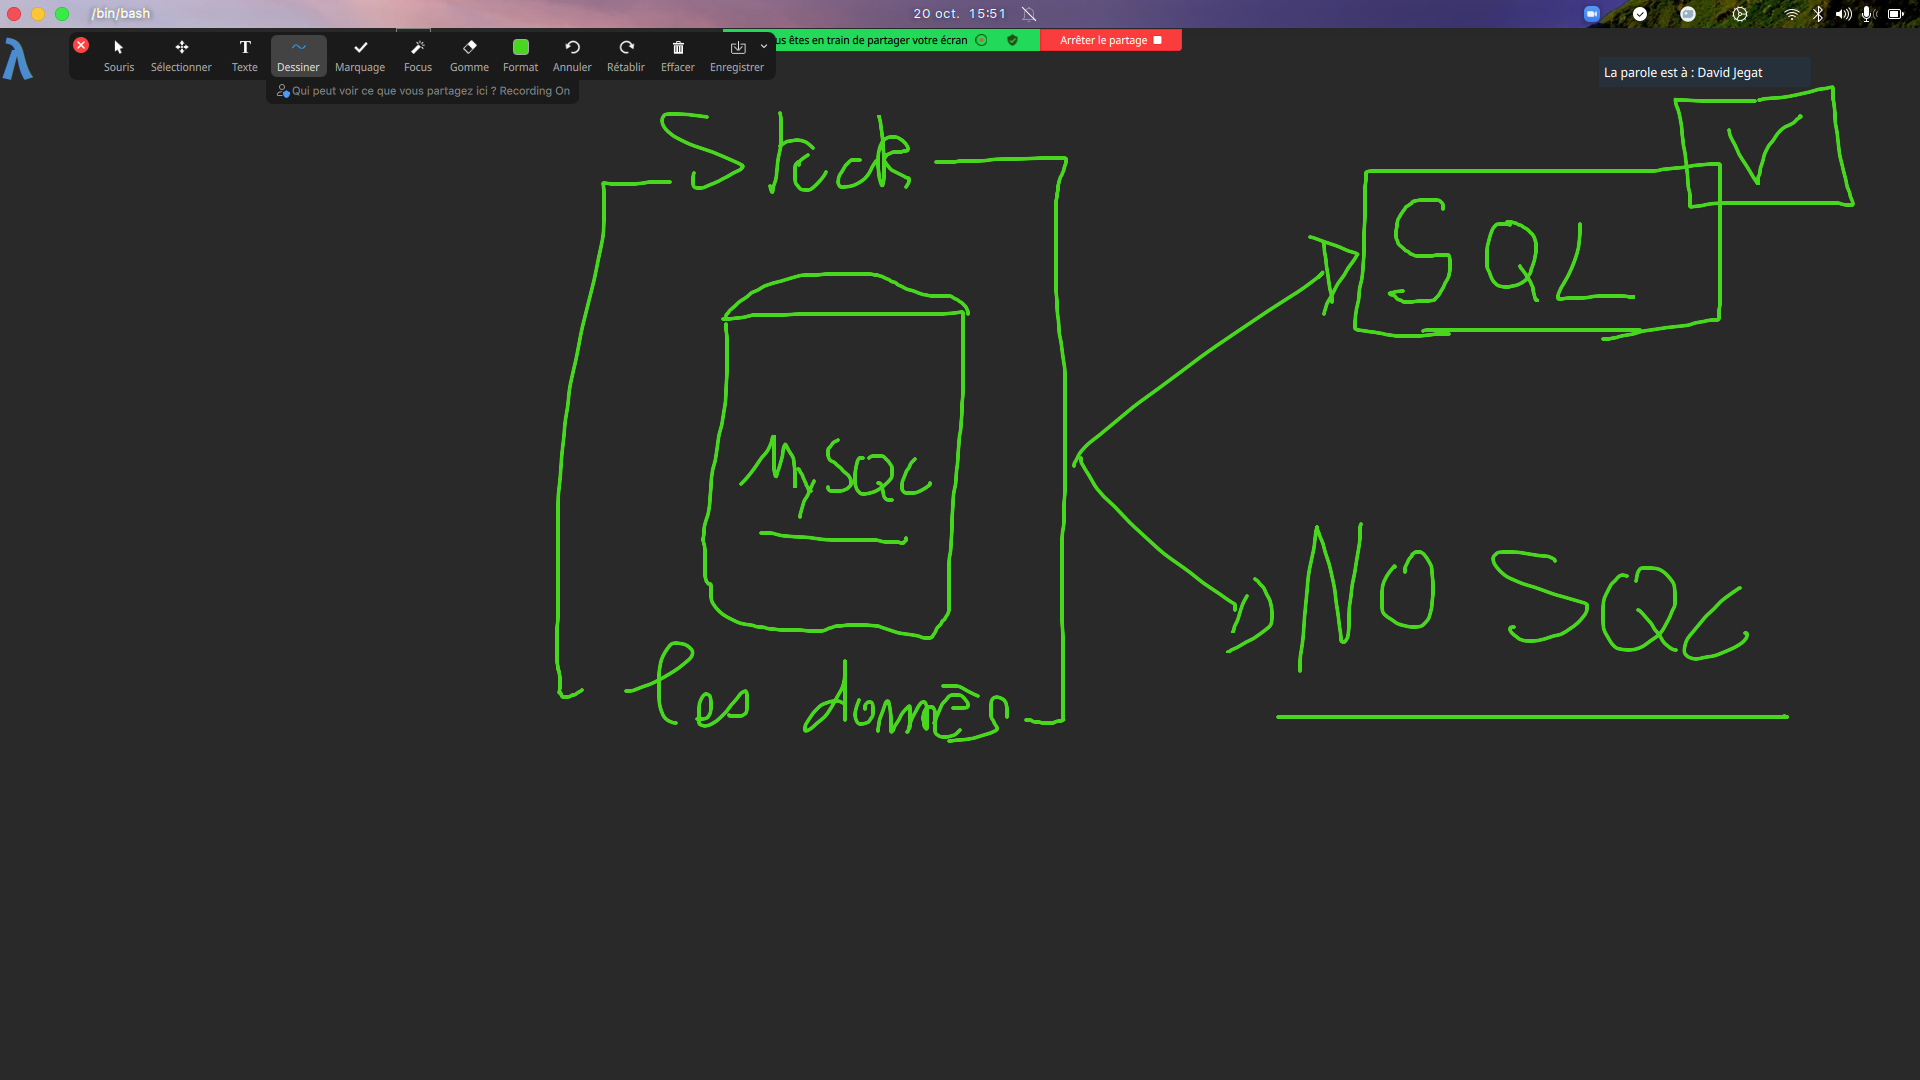 /bin/bash
20 oct. 15:51
us êtes en train de partager votre écran
Arrêter le partage
Souris
Sélectionner
Texte
Dessiner
Marquage
Focus
Gomme
Format
Annuler
Rétablir
Effacer
Enregistrer
Qui peut voir ce que vous partagez ici ? Recording On
La parole est à : David Jegat
SQL
MySQL
NO SQL
les données